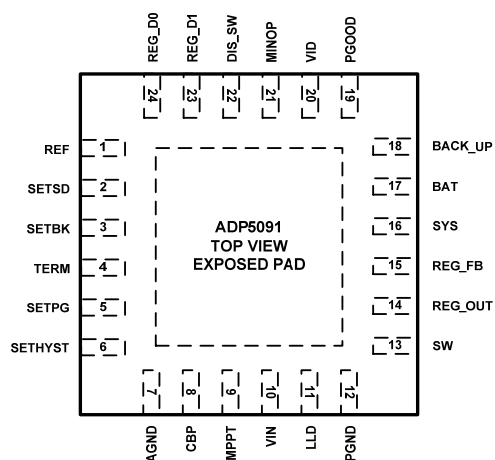 REG_D0
REG_D1
DIS_SW
MINOP
VID
PGOOD
24
23
22
21
20
19
REF 1
SETSD 2
SETBK 3
TERM 4
SETPG 5
SETHYST 6
ADP5091
TOP VIEW
EXPOSED PAD
18 BACK_UP
17 BAT
16 SYS
15 REG_FB
14 REG_OUT
13 SW
7
8
9
10
11
12
AGND
CBP
MPPT
VIN
LLD
PGND